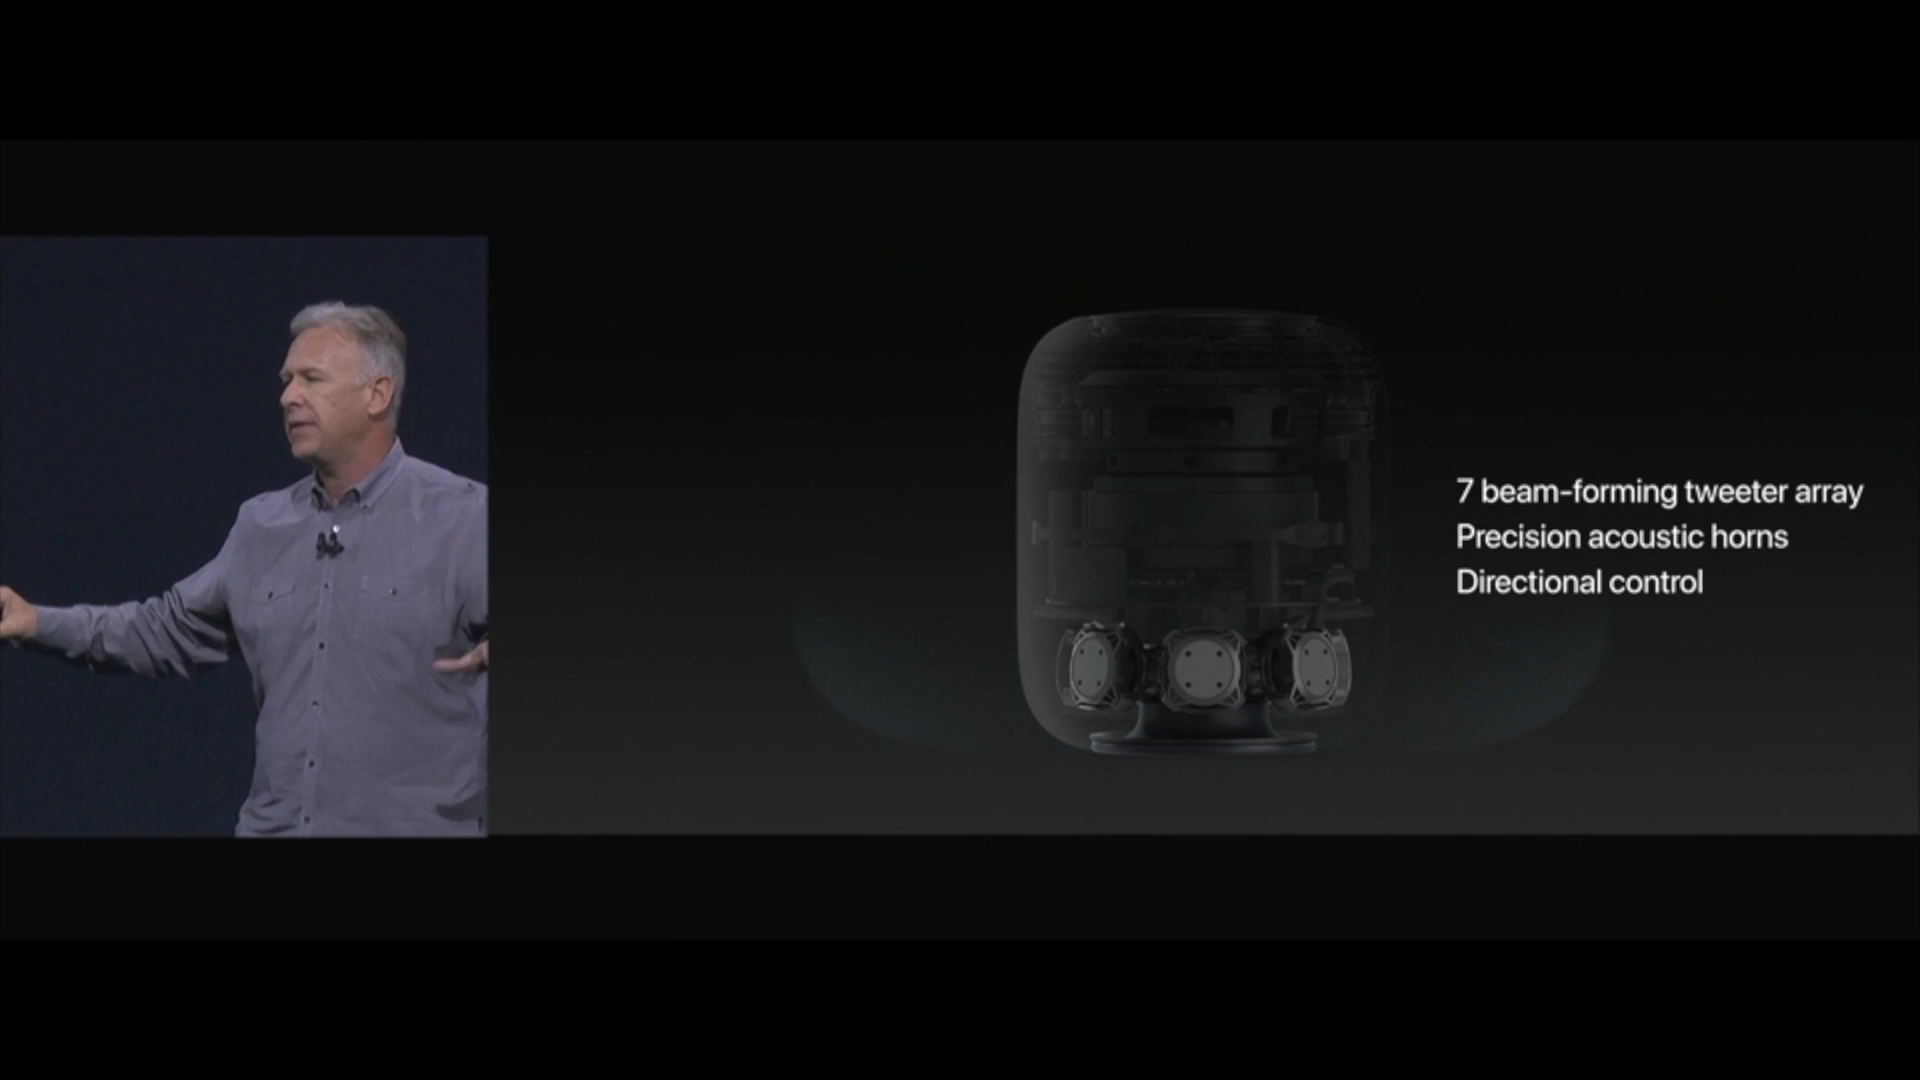 7 beam-forming tweeter array
Precision acoustic horns
Directional control